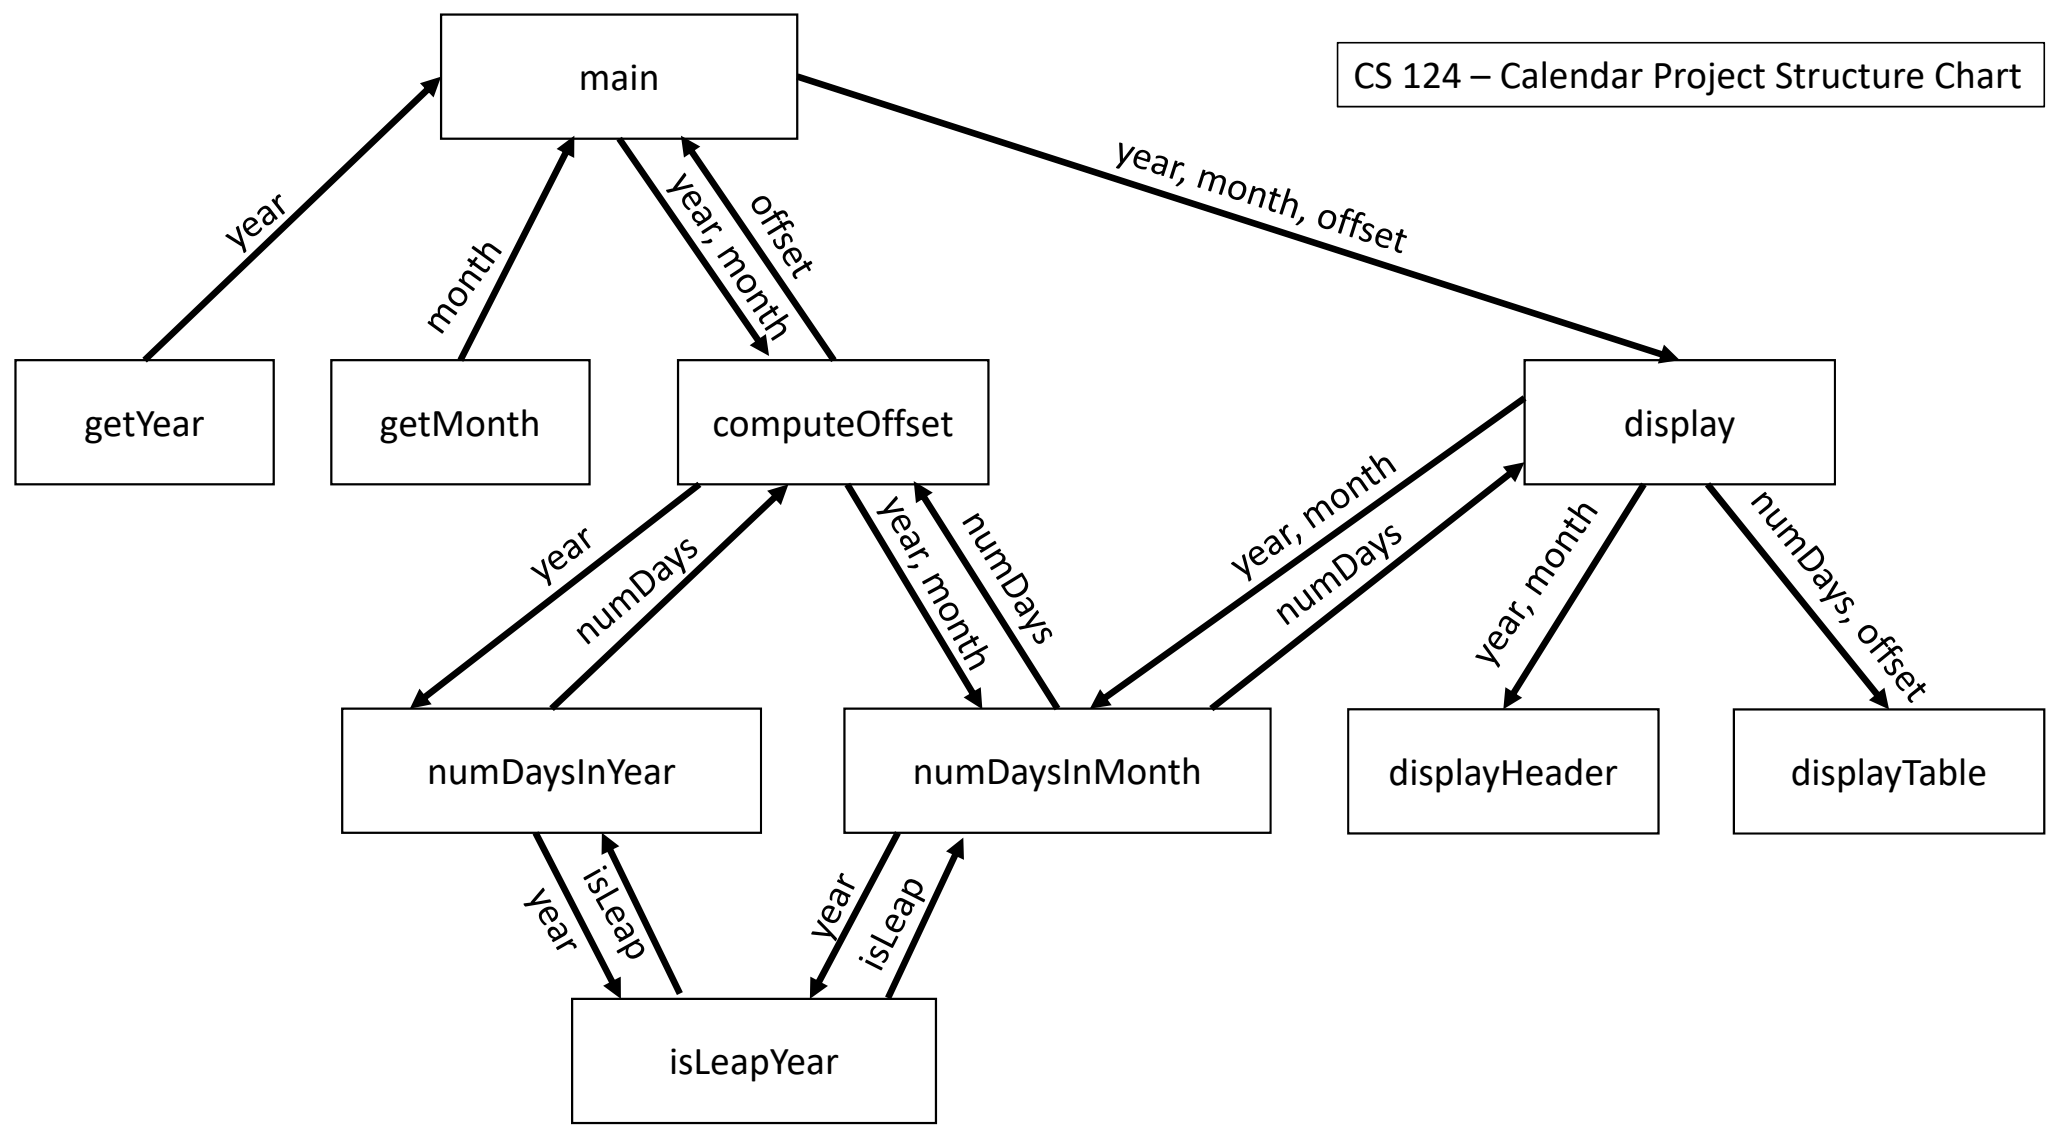 main
CS 124 – Calendar Project Structure Chart
year
month
year, month
offset
year, month, offset
getYear
getMonth
computeOffset
display
year
numDays
year, month
numDays
year, month
numDays
year, month
numDays, offset
numDaysInYear
numDaysInMonth
displayHeader
displayTable
year
isLeap
year
isLeap
isLeapYear